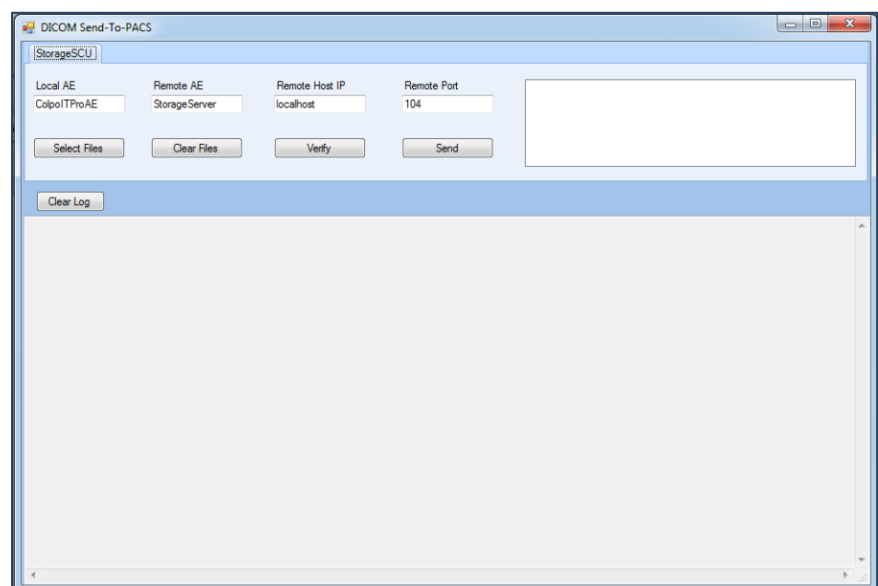 DICOM Send-To-PACS
StorageSCU
Local AE Remote AE Remote Host IP Remote Port
ColpoITProAE StorageServer localhost 104
Select Files Clear Files Verify Send
Clear Log